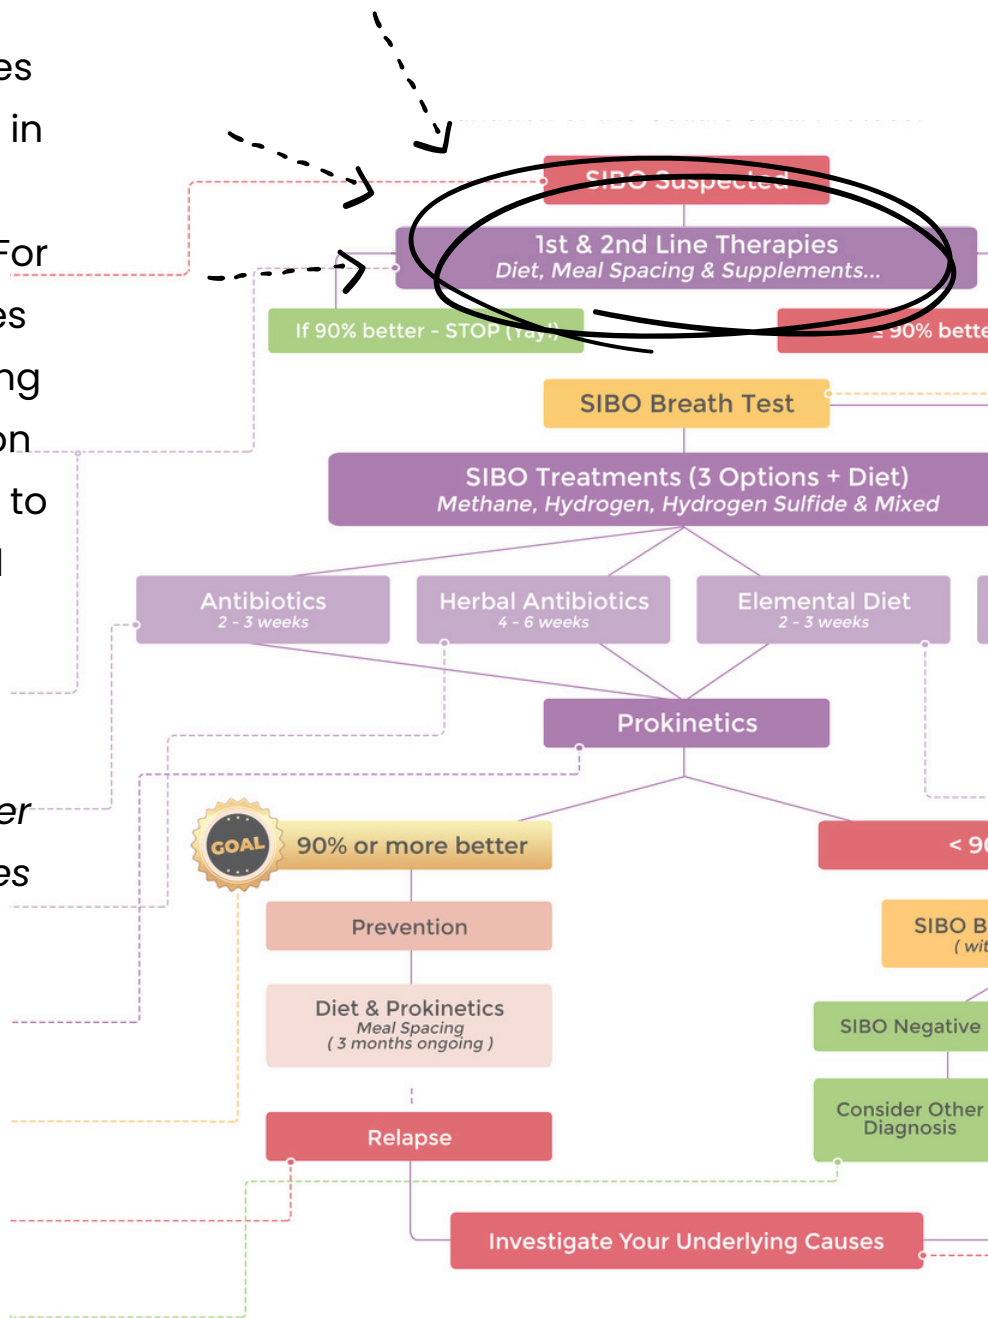 es
in
SIBO Suspected
For
1st & 2nd Line Therapies
Diet, Meal Spacing & Supplements...
es
If 90% better - STOP (Yay!)
≤ 90% bette
ng
SIBO Breath Test
on
SIBO Treatments (3 Options + Diet)
to
Methane, Hydrogen, Hydrogen Sulfide & Mixed
Antibiotics
2 - 3 weeks
Herbal Antibiotics
4 - 6 weeks
Elemental Diet
2 - 3 weeks
Prokinetics
er
GOAL
90% or more better
< 90
es
Prevention
SIBO B
( wit
Diet & Prokinetics
Meal Spacing
( 3 months ongoing )
SIBO Negative
Consider Other
Diagnosis
Relapse
Investigate Your Underlying Causes